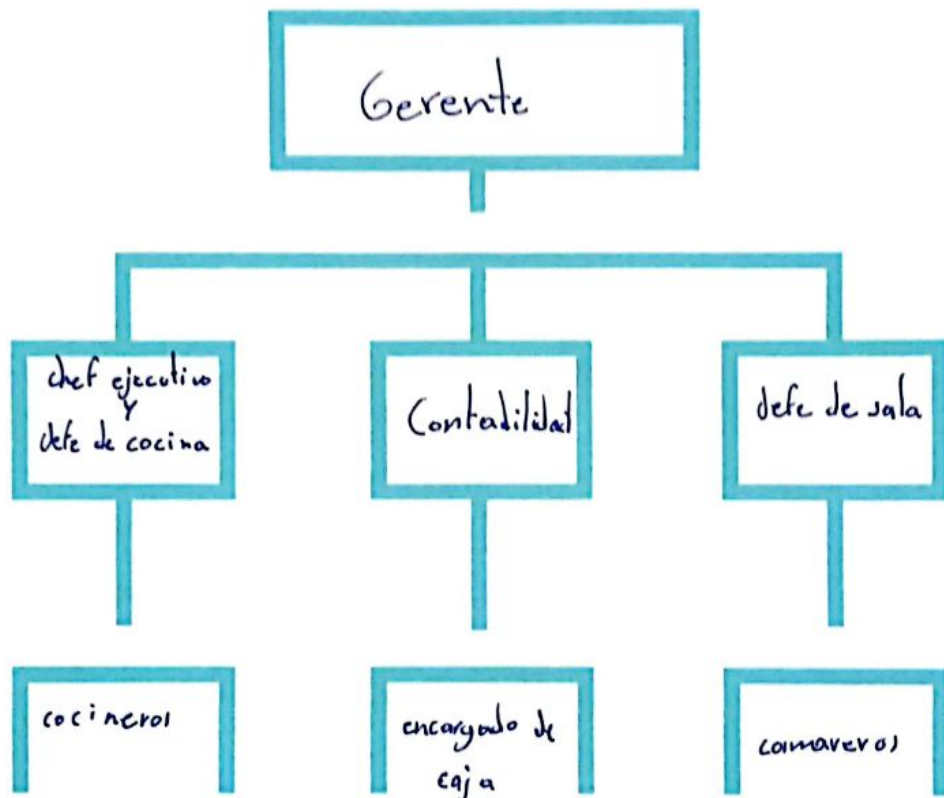 Gerente
chef ejecutivo
y
Jefe de cocina
Contabilidad
Jefe de sala
cocineros
encargado de
caja
camareros